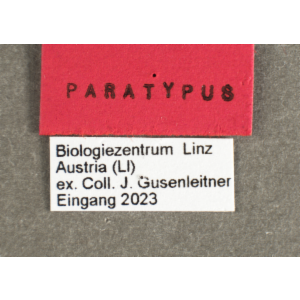 PARATYPUS
Biologiezentrum Linz
Austria (LI)
ex. Coll. J. Gusenleitner
Eingang 2023